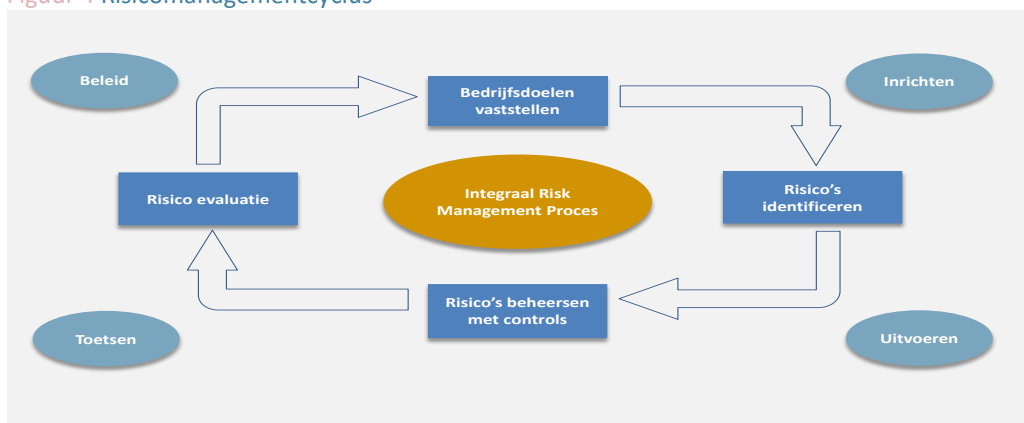 Risicomanagementcyclus
Beleid
Bedrijfsdoelen
vaststellen
Inrichten
Risico evaluatie
Integraal Risk
Management Proces
Risico's
identificeren
Risico's beheersen
met controls
Toetsen
Uitvoeren